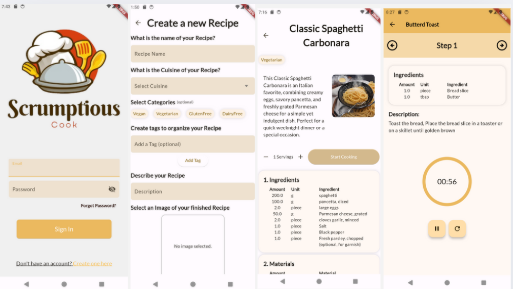 7:43
Scrumptious
Cook
Password
Forgot Password?
Sign In
Don't have an account?
1:50
Create a new Recipe
What is the name of your Recipe?
Recipe Name
What is the Cuisine of your Recipe?
Select Cuisine
Select Categories (optional)
Vegan Vegetarian GlutenFree DairyFree
Create tags to organize your Recipe
Add a Tag (optional)
Add Tag
Describe your Recipe
Description
Select an Image of your finished Recipe
No image selected.
7:16
Classic Spaghetti
Carbonara
Vegetarian
This Classic Spaghetti
Carbonara is an Italian
favorite, combining creamy
eggs, savory pancetta, and
freshly grated Parmesan
cheese for a simple yet
indulgent dish. Perfect for a
quick weeknight dinner or a
special occasion.
2 Servings
Start Cooking
1. Ingredients
Amount Unit Ingredient
200.0 g spaghetti
100.0 g pancetta, diced
2.0 piece large eggs
50.0 g Parmesan cheese, grated
2.0 piece cloves garlic, minced
1.0 piece Salt
1.0 piece Black pepper
1.0 piece Fresh parsley, chopped
(optional, for garnish)
2. Materials
Amount Material
Butterd Toast
Step 1
Ingredients
Amount Unit Ingredient
1.0 piece Bread slice
1.0 tbsp Butter
Description:
Toast the bread. Place the bread slice in a toaster or
on a skillet until golden brown
00:56